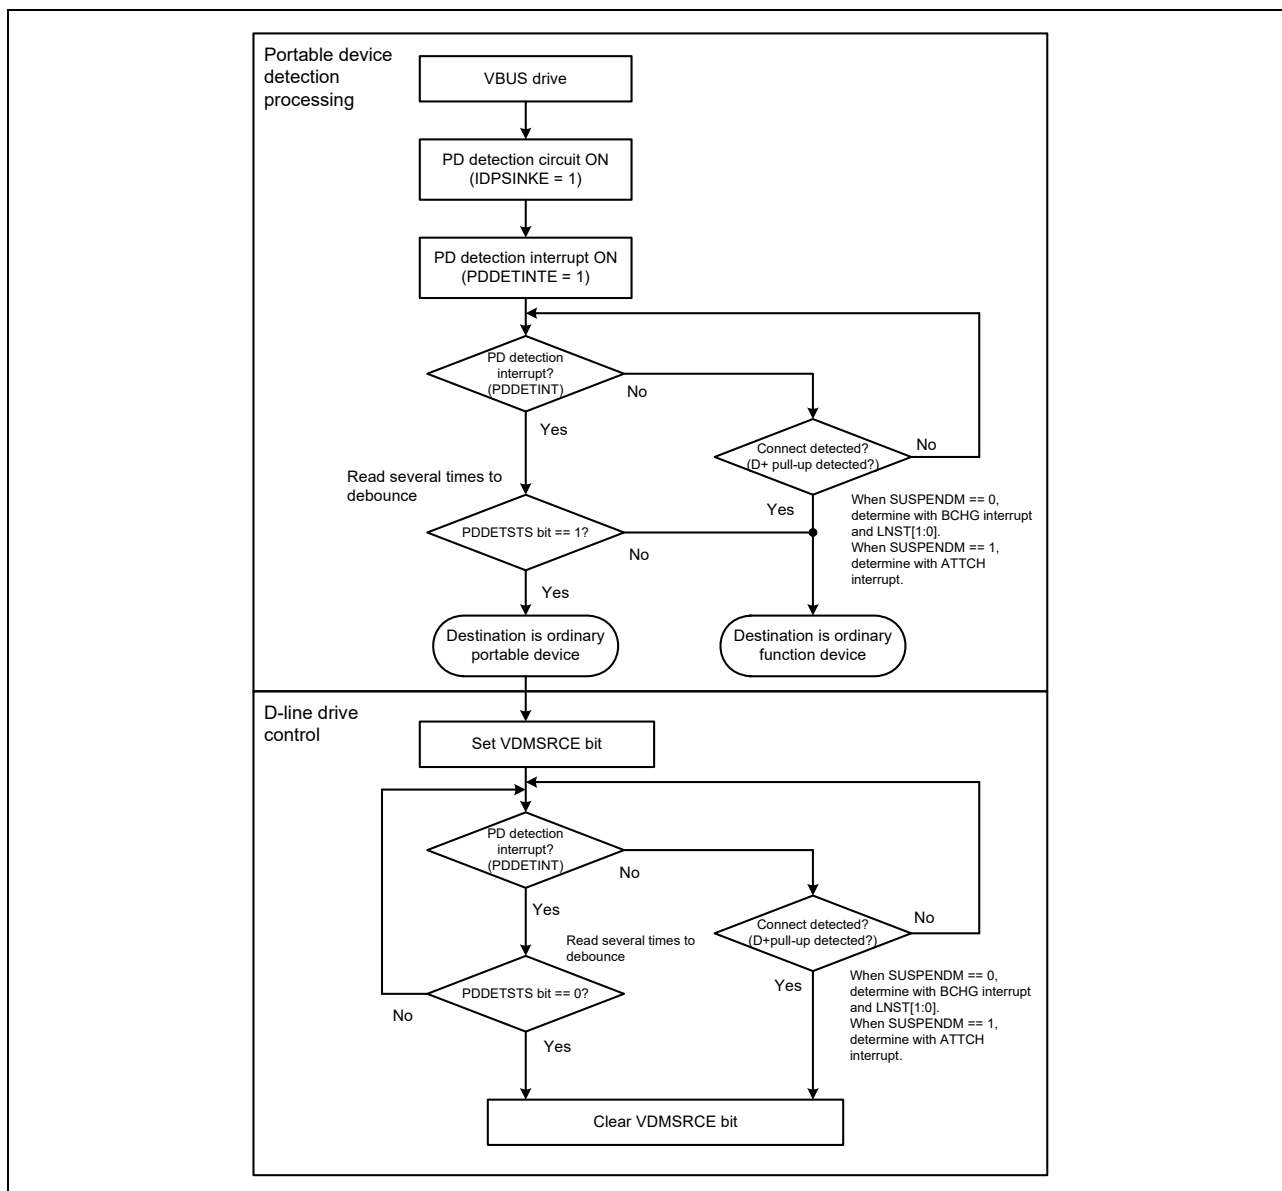 Portable device
detection
processing
VBUS drive
PD detection circuit ON
(IDPSINKE = 1)
PD detection interrupt ON
(PDDETINTE = 1)
PD detection
interrupt?
(PDDETINT)
No
Yes
Connect detected?
(D+ pull-up detected?)
No
Read several times to
debounce
Yes
When SUSPENDM == 0,
determine with BCHG interrupt
and LNST[1:0].
When SUSPENDM == 1,
determine with ATTCH
interrupt.
PDDETSTS bit == 1?
No
Yes
Destination is ordinary
portable device
Destination is ordinary
function device
D-line drive
control
Set VDMSRCE bit
PD detection
interrupt?
(PDDETINT)
No
Yes
Connect detected?
(D+pull-up detected?)
No
Read several times to
debounce
Yes
When SUSPENDM == 0,
determine with BCHG interrupt
and LNST[1:0].
When SUSPENDM == 1,
determine with ATTCH
interrupt.
PDDETSTS bit == 0?
No
Yes
Clear VDMSRCE bit